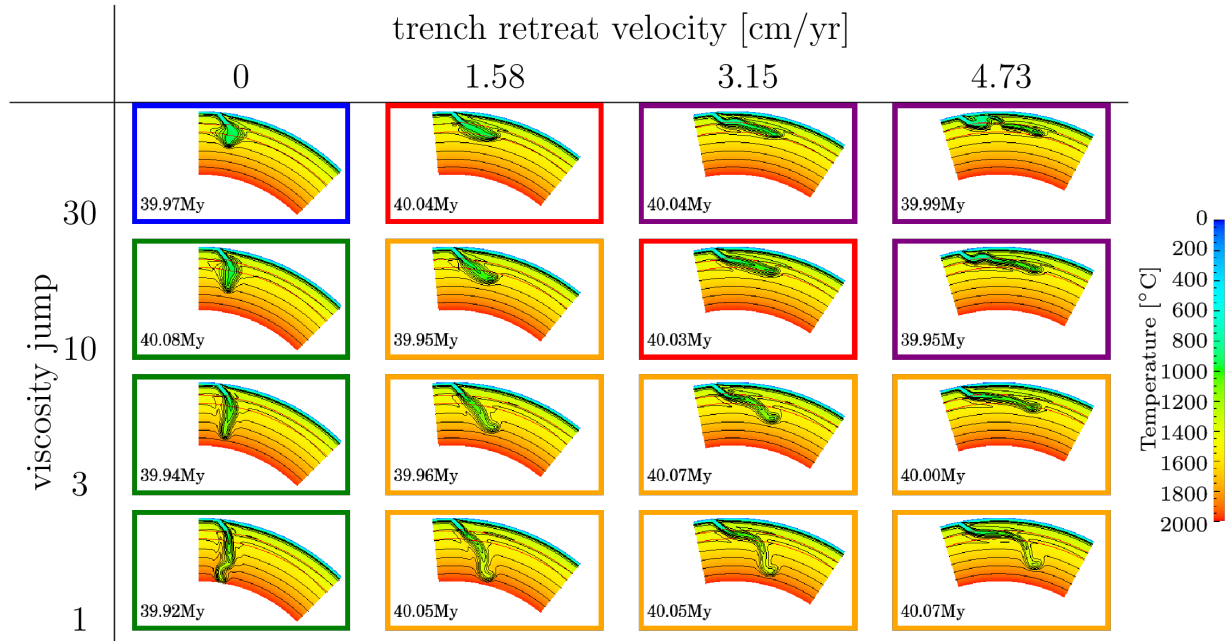 trench retreat velocity [cm/yr]
0 1.58 3.15 4.73
viscosity jump
30
39.97My 40.04My 40.04My 39.99My
10
40.08My 39.95My 40.03My 39.95My
3
39.94My 39.96My 40.07My 40.00My
1
39.92My 40.05My 40.05My 40.07My
Temperature [°C]
0
200
400
600
800
1000
1200
1400
1600
1800
2000